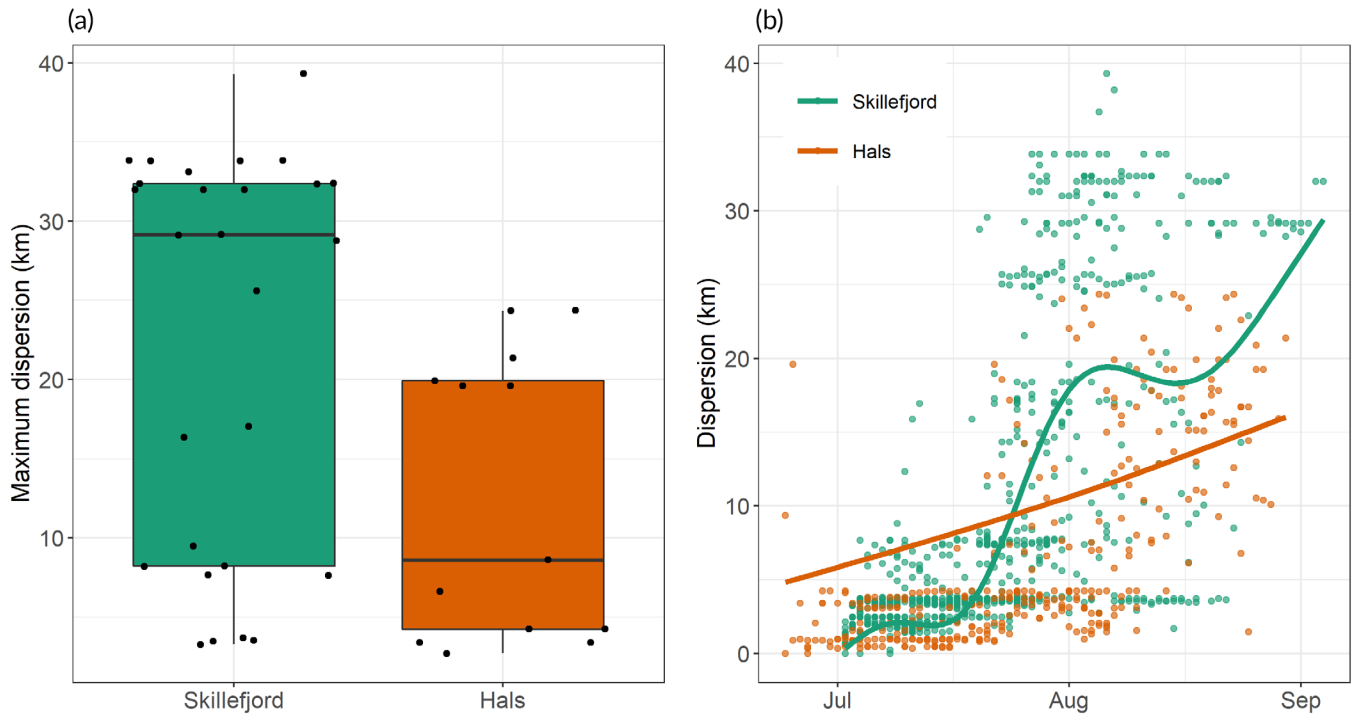 (a)
Maximum dispersion (km)
40
30
20
10
Skillefjord
Hals
(b)
Dispersion (km)
40
30
20
10
0
Skillefjord
Hals
Jul
Aug
Sep